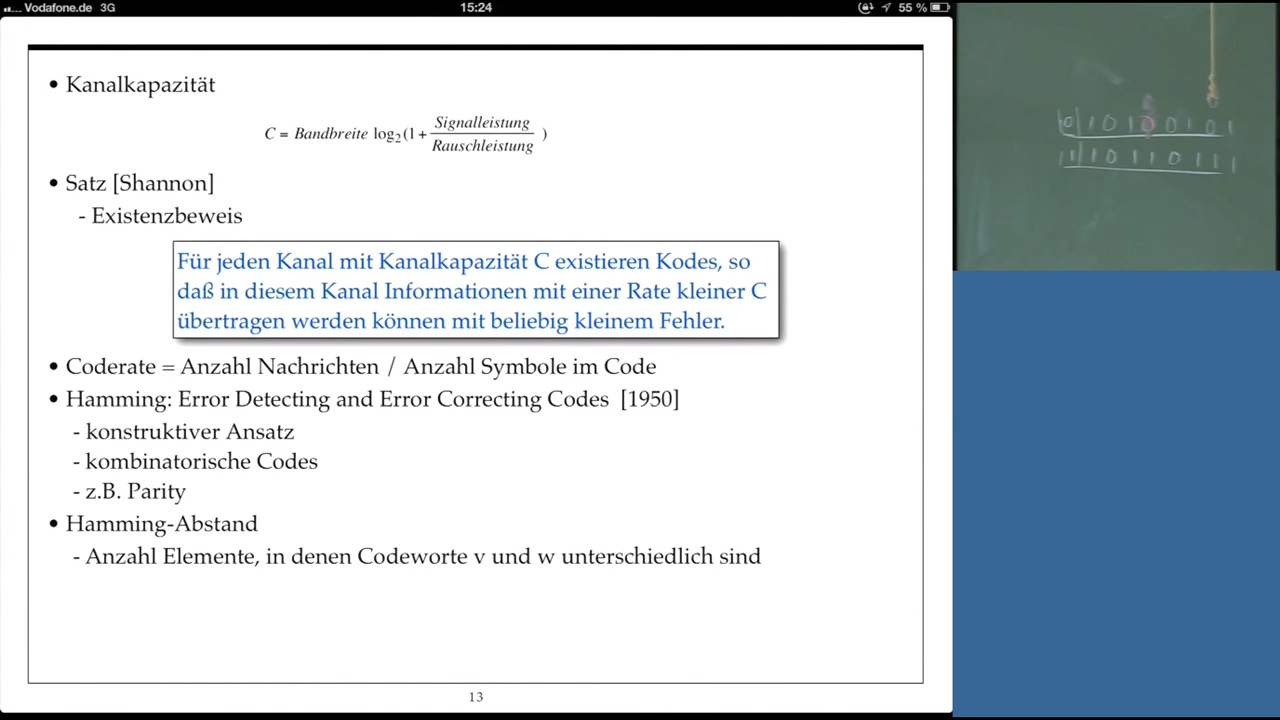 Vodafone.de 3G 15:24 55 %
• Kanalkapazität
C = Bandbreite log₂(1 + Signalleistung / Rauschleistung )
• Satz [Shannon]
- Existenzbeweis
Für jeden Kanal mit Kanalkapazität C existieren Kodes, so
daß in diesem Kanal Informationen mit einer Rate kleiner C
übertragen werden können mit beliebig kleinem Fehler.
• Coderate = Anzahl Nachrichten / Anzahl Symbole im Code
• Hamming: Error Detecting and Error Correcting Codes [1950]
- konstruktiver Ansatz
- kombinatorische Codes
- z.B. Parity
• Hamming-Abstand
- Anzahl Elemente, in denen Codeworte v und w unterschiedlich sind
13